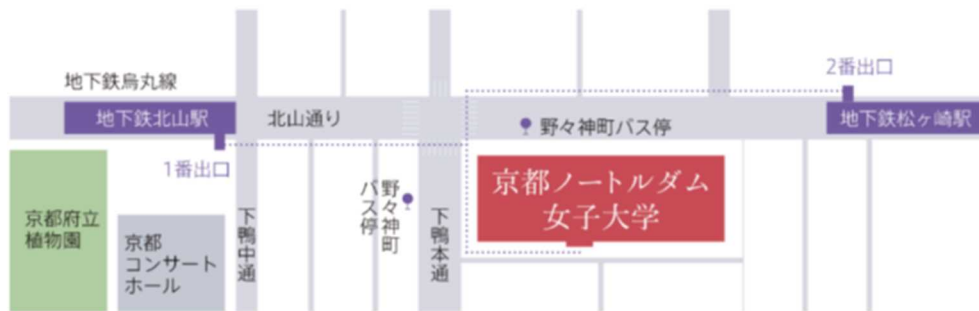 2番出口
地下鉄烏丸線
地下鉄北山駅
北山通り
野々神町バス停
地下鉄松ヶ崎駅
1番出口
京都ノートルダム
女子大学
野々神町
バス停
京都府立
植物園
京都
コンサート
ホール
下鴨中通
下鴨本通